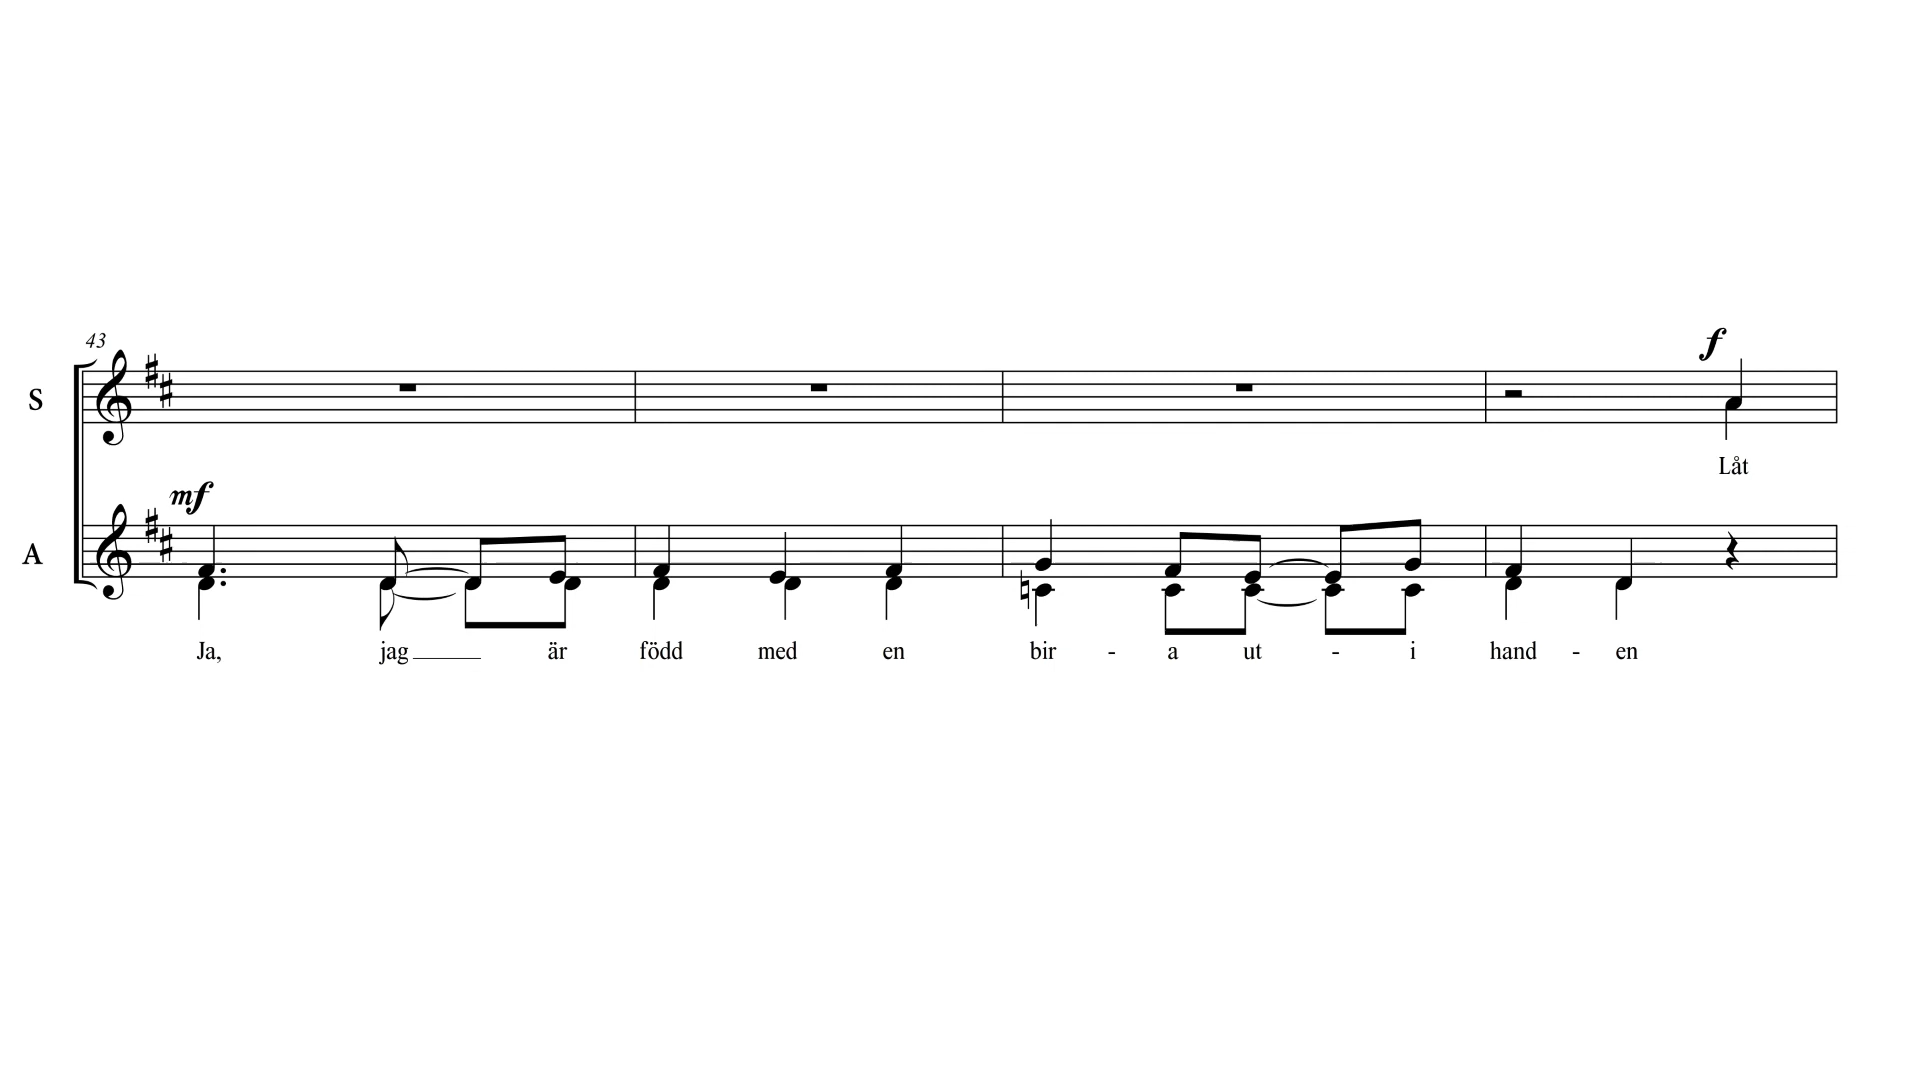 43
S
f
Låt
mf
A
Ja, jag är född med en bir - a ut - i hand - en